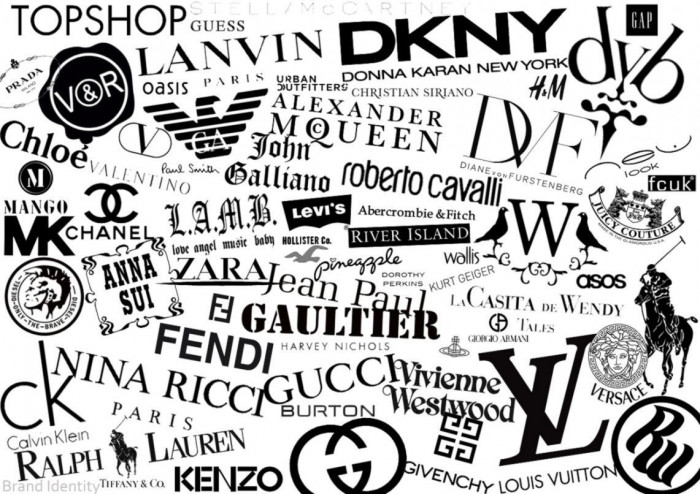 TOPSHOP
STELLA McCARTNEY
GUESS
LANVIN
PARIS
DKNY
DONNA KARAN NEW YORK
dvb
GAP
PRADA
V&R
OASIS
URBAN
OUTFITTERS
CHRISTIAN SIRIANO
H&M
GA
ALEXANDER
McQUEEN
DVF
DIANE VON FURSTENBERG
Chloé
V
VALENTINO
Paul Smith
John
Galliano
roberto cavalli
fcuk
M
MANGO
CHANEL
MK
L.A.M.B.
love angel music baby
Levi's
HOLLISTER Co.
Abercrombie & Fitch
RIVER ISLAND
W
JUICY COUTURE
DIESEL
ONLY-THE-BRAVE
ANNA
SUI
ZARA
pineapple
wallis
DOROTHY
PERKINS
KURT GEIGER
asos
Jean Paul
GAULTIER
LA CASITA DE WENDY
TALES
GIORGIO ARMANI
FENDI
HARVEY NICHOLS
VERSACE
ck
Calvin Klein
NINA RICCI
PARIS
GUCCI
BURTON
Vivienne
Westwood
LV
LOUIS VUITTON
RALPH LAUREN
TIFFANY & CO.
KENZO
GIVENCHY
Brand Identity